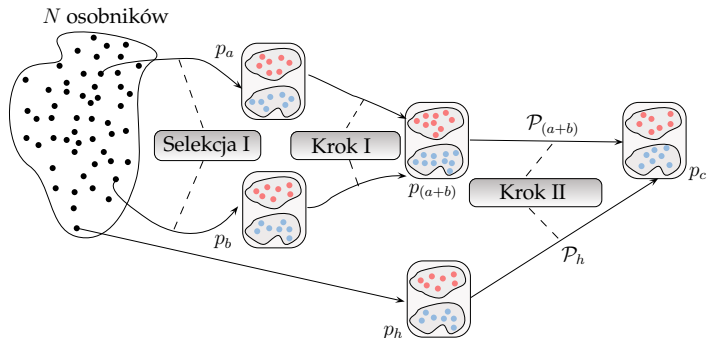 N osobników
p_a
Selekcja I
p_b
Krok I
p_(a+b)
P_(a+b)
Krok II
p_c
P_h
p_h